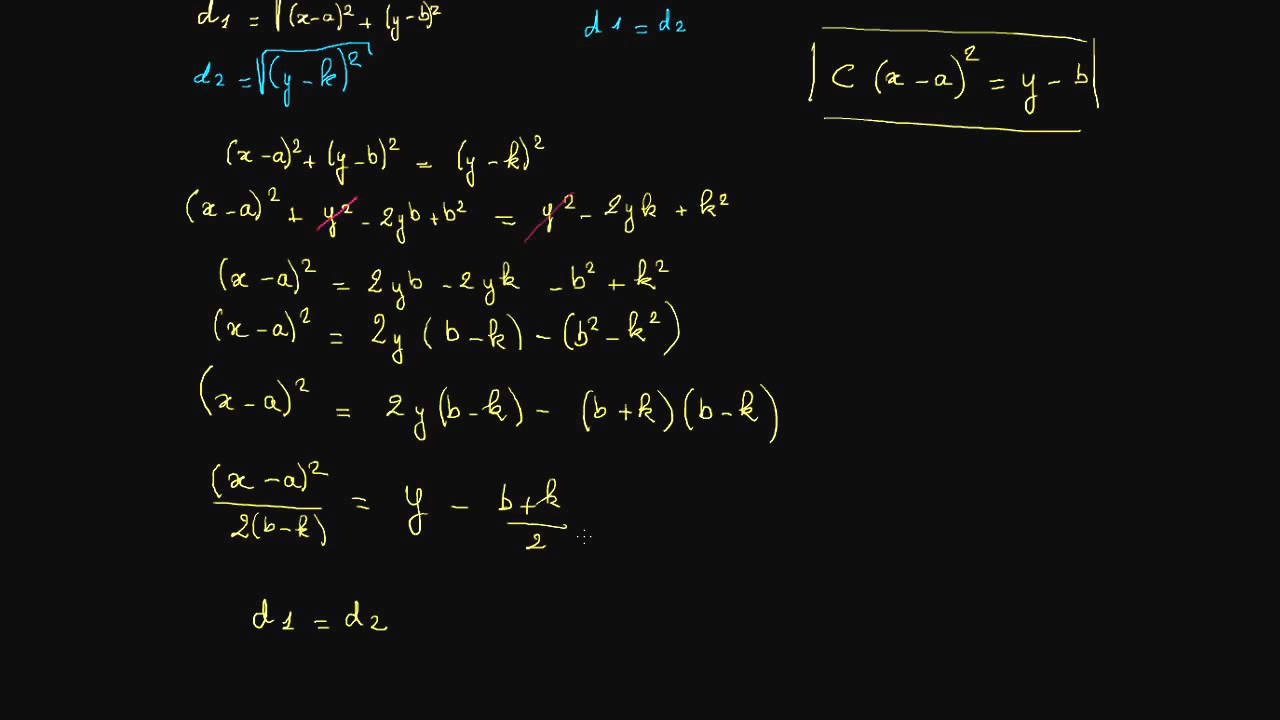 d1 = √(x-a)² + (y-b)²
d1 = d2
d2 = √(y-k)²
C (x-a)² = y - b
(x-a)² + (y-b)² = (y-k)²
(x-a)² + y² - 2yb + b² = y² - 2yk + k²
(x-a)² = 2yb - 2yk - b² + k²
(x-a)² = 2y (b-k) - (b² - k²)
(x-a)² = 2y(b-k) - (b+k)(b-k)
(x-a)²/2(b-k) = y - b+k/2
d1 = d2